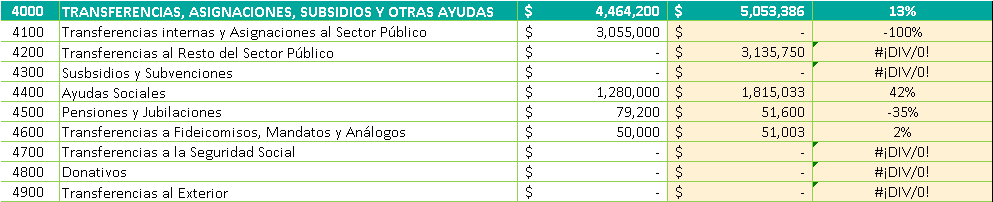 4000 TRANSFERENCIAS, ASIGNACIONES, SUBSIDIOS Y OTRAS AYUDAS $ 4,464,200 $ 5,053,386 13%
4100 Transferencias internas y Asignaciones al Sector Público $ 3,055,000 $ - -100%
4200 Transferencias al Resto del Sector Público $ - $ 3,135,750 #¡DIV/0!
4300 Susbsidios y Subvenciones $ - $ - #¡DIV/0!
4400 Ayudas Sociales $ 1,280,000 $ 1,815,033 42%
4500 Pensiones y Jubilaciones $ 79,200 $ 51,600 -35%
4600 Transferencias a Fideicomisos, Mandatos y Análogos $ 50,000 $ 51,003 2%
4700 Transferencias a la Seguridad Social $ - $ - #¡DIV/0!
4800 Donativos $ - $ - #¡DIV/0!
4900 Transferencias al Exterior $ - $ - #¡DIV/0!